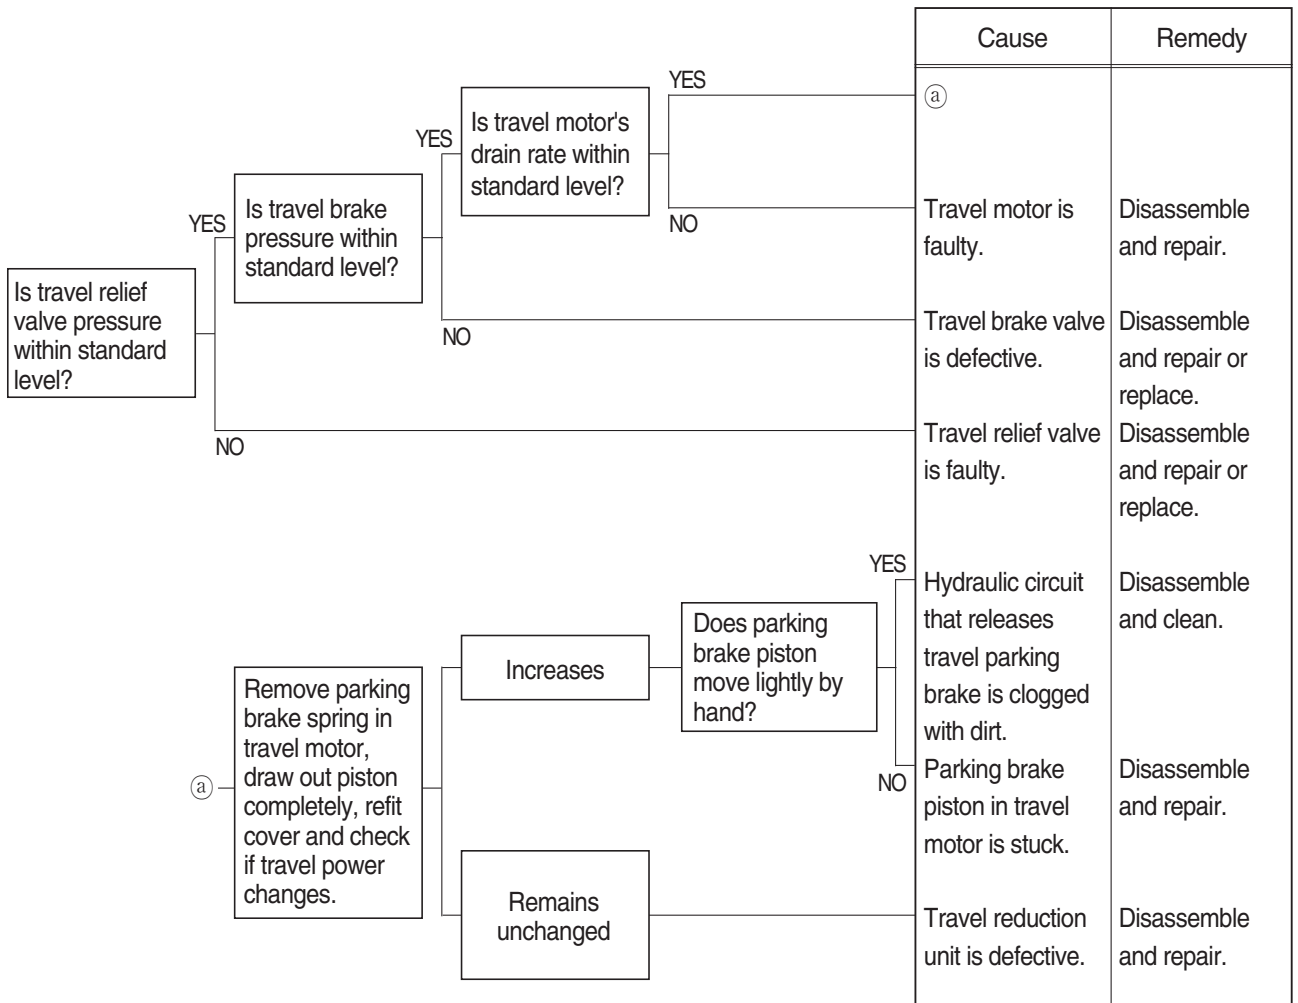 Cause
Remedy
Is travel relief
valve pressure
within standard
level?
YES
NO
Is travel brake
pressure within
standard level?
YES
NO
Is travel motor's
drain rate within
standard level?
YES
NO
ⓐ
Travel motor is
faulty.
Disassemble
and repair.
Travel brake valve
is defective.
Disassemble
and repair or
replace.
Travel relief valve
is faulty.
Disassemble
and repair or
replace.
ⓐ
Remove parking
brake spring in
travel motor,
draw out piston
completely, refit
cover and check
if travel power
changes.
Increases
Does parking
brake piston
move lightly by
hand?
YES
NO
Hydraulic circuit
that releases
travel parking
brake is clogged
with dirt.
Disassemble
and clean.
Parking brake
piston in travel
motor is stuck.
Disassemble
and repair.
Remains
unchanged
Travel reduction
unit is defective.
Disassemble
and repair.